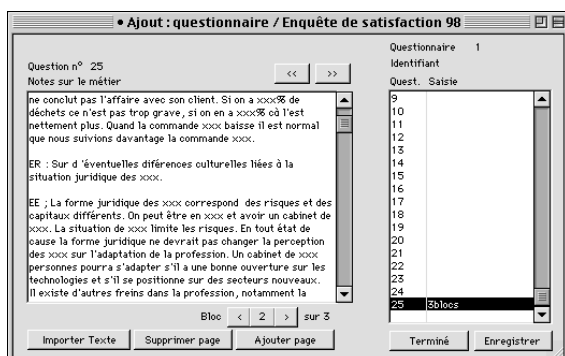 • Ajout : questionnaire / Enquête de satisfaction 98
Question n° 25
Notes sur le métier
<< >>
ne conclut pas l'affaire avec son client. Si on a xxx% de
déchets ce n'est pas trop grave, si on en a xxx% cà l'est
nettement plus. Quand la commande xxx baisse il est normal
que nous suivions davantage la commande xxx.
ER : Sur d 'éventuelles diférences culturelles liées à la
situation juridique des xxx.
EE ; La forme juridique des xxx correspond des risques et des
capitaux différents. On peut être en xxx et avoir un cabinet de
xxx. La situation de xxx limite les risques. En tout état de
cause la forme juridique ne devrait pas changer la perception
des xxx sur l'adaptation de la profession. Un cabinet de xxx
personnes pourra s'adapter s'il a une bonne ouverture sur les
technologies et s'il se positionne sur des secteurs nouveaux.
Il existe d'autres freins dans la profession, notamment la
Bloc < 2 > sur 3
Importer Texte Supprimer page Ajouter page
Questionnaire 1
Identifiant
Quest. Saisie
9
10
11
12
13
14
15
16
17
18
19
20
21
22
23
24
25 3blocs
Terminé Enregistrer